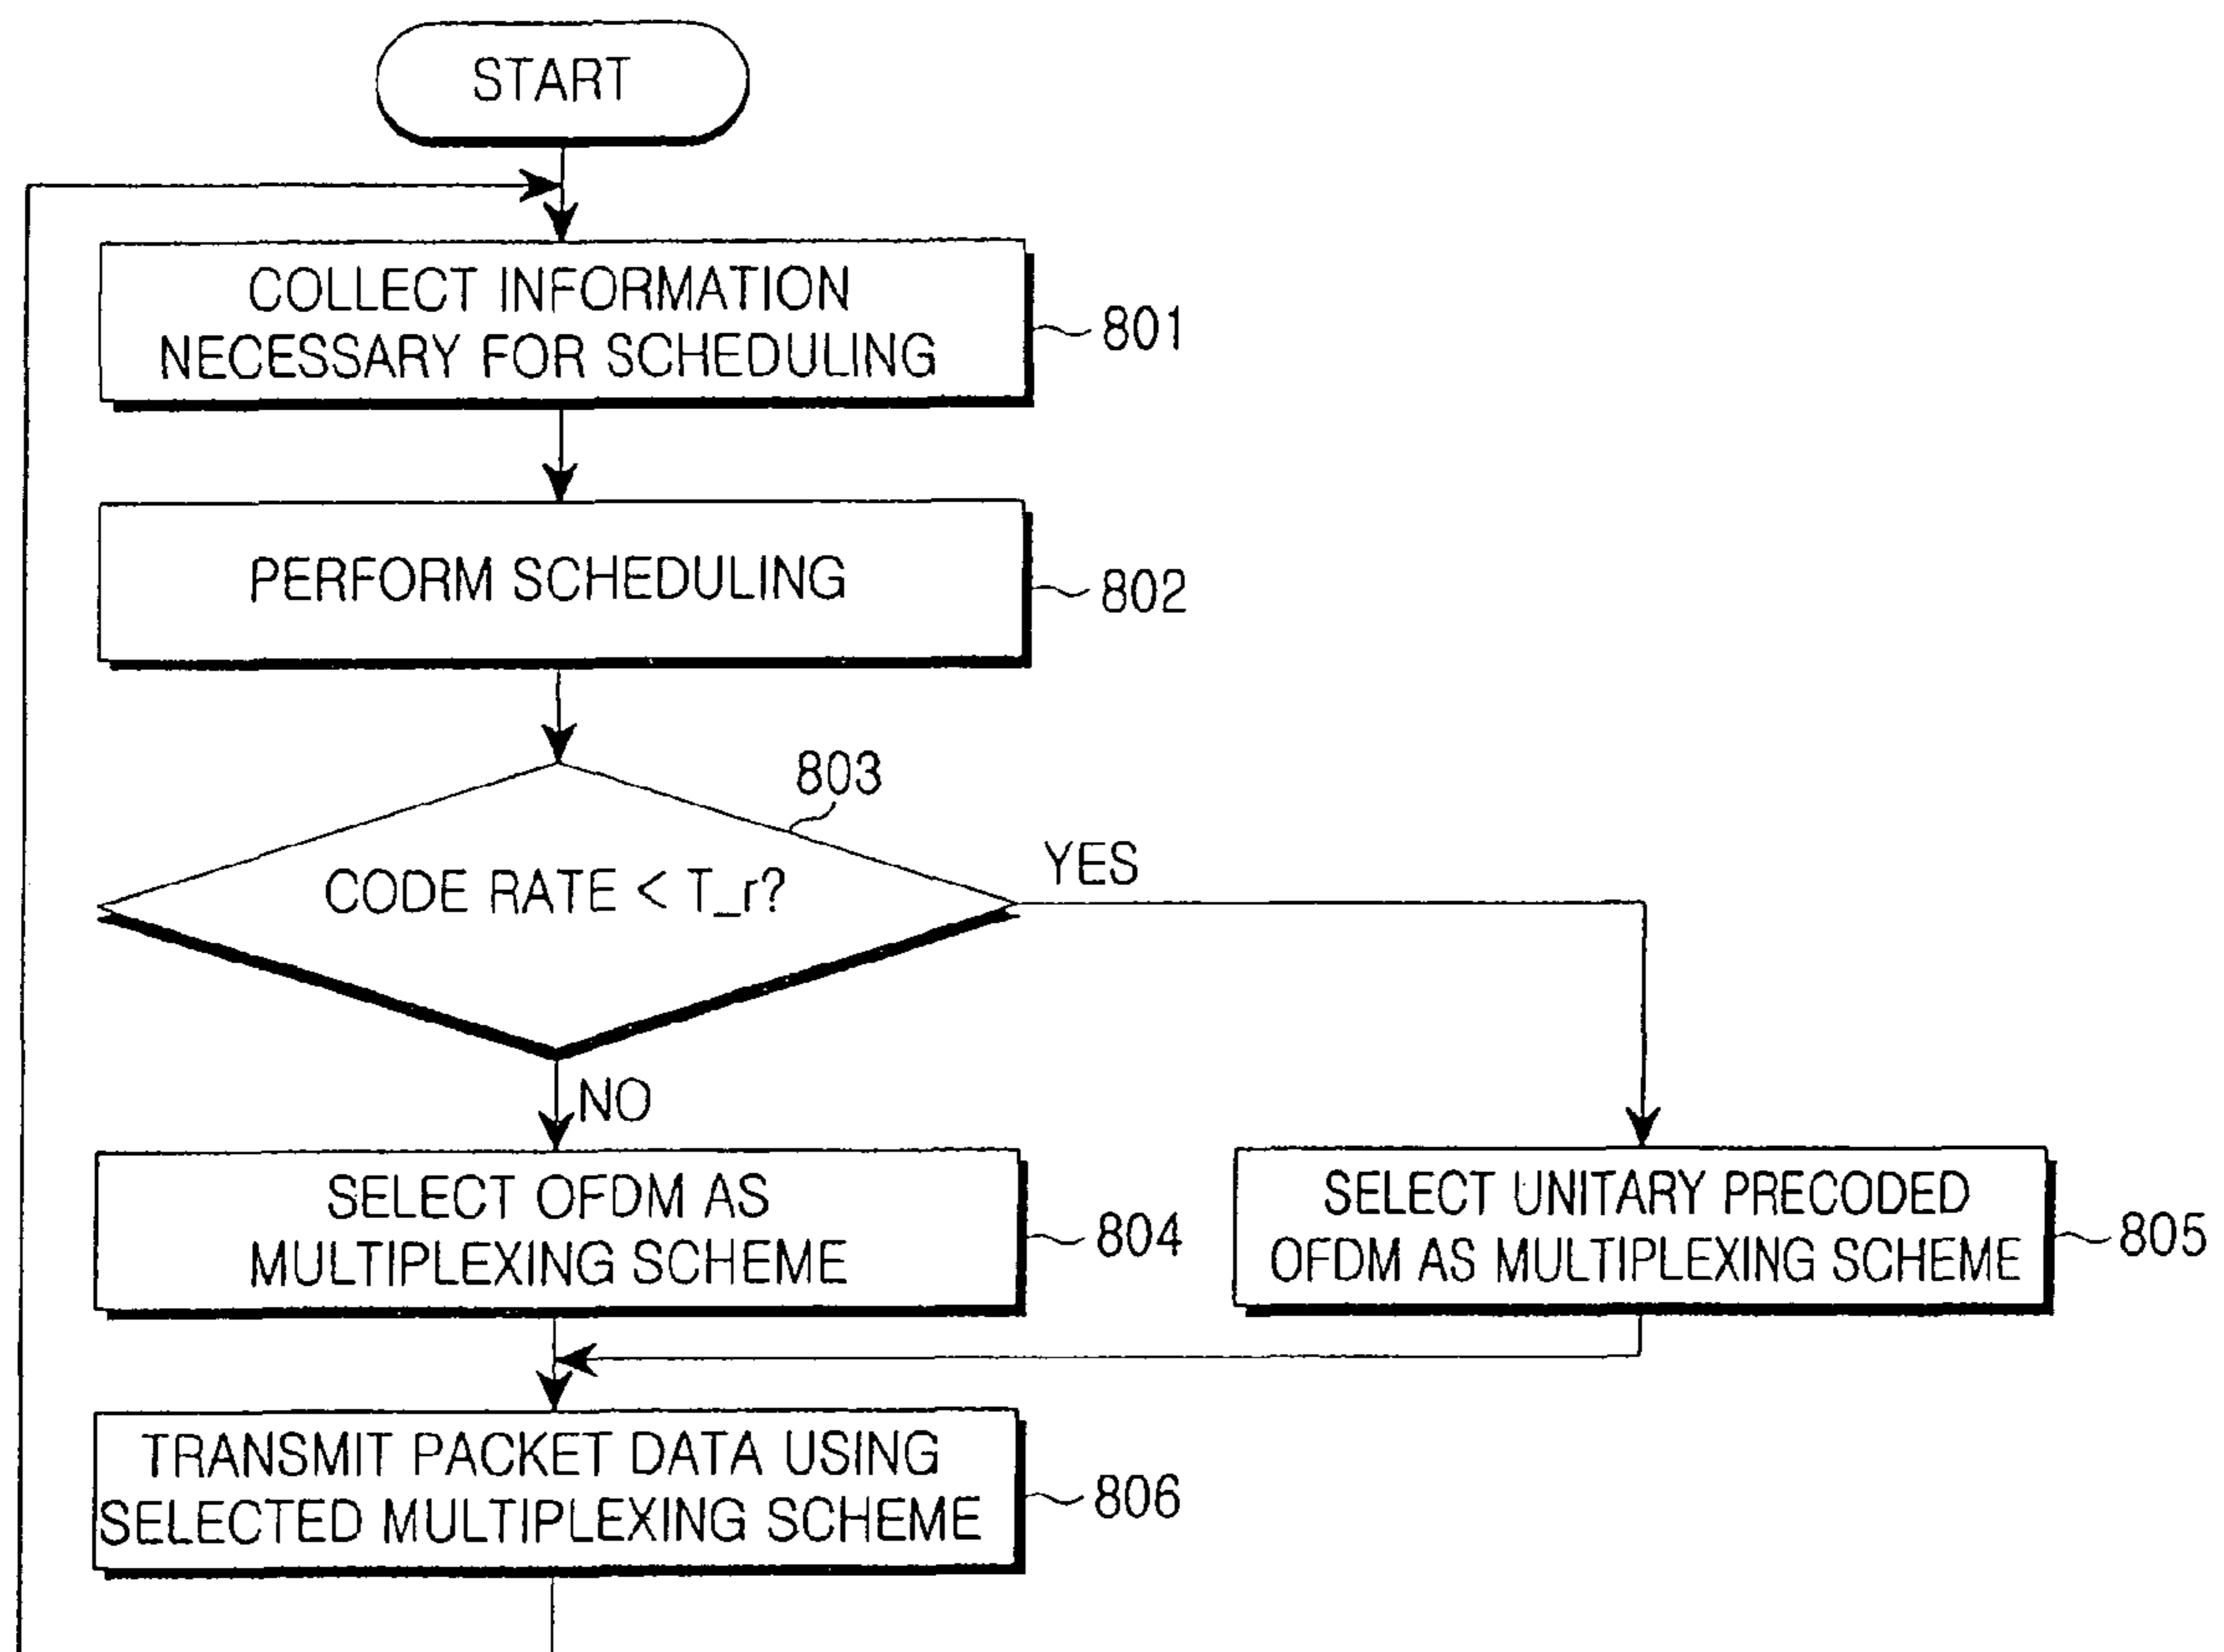 START
COLLECT INFORMATION
NECESSARY FOR SCHEDULING
801
PERFORM SCHEDULING
802
803
CODE RATE < T_r?
YES
NO
SELECT OFDM AS
MULTIPLEXING SCHEME
804
SELECT UNITARY PRECODED
OFDM AS MULTIPLEXING SCHEME
805
TRANSMIT PACKET DATA USING
SELECTED MULTIPLEXING SCHEME
806